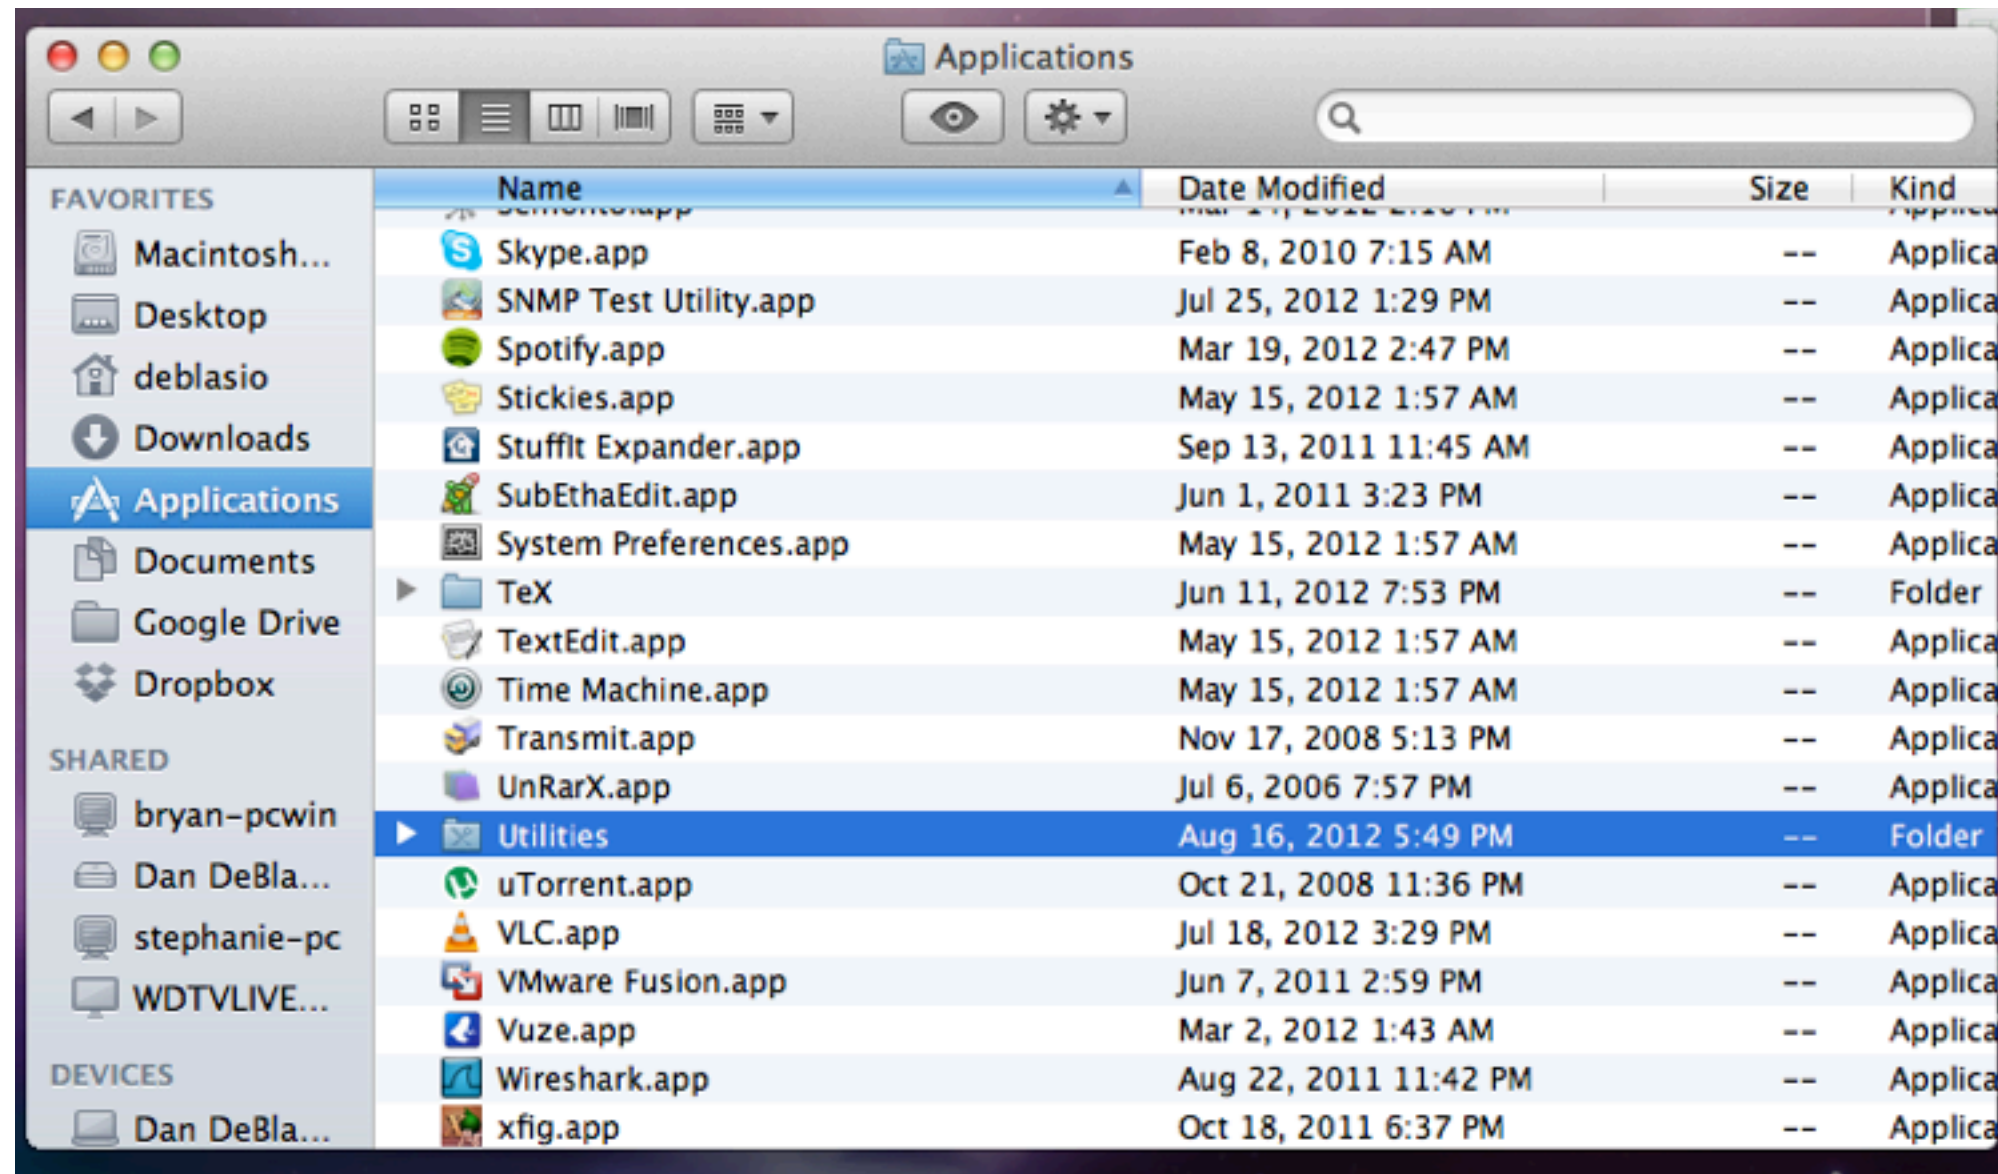 Applications
FAVORITES
Macintosh...
Desktop
deblasio
Downloads
Applications
Documents
Google Drive
Dropbox
SHARED
bryan-pcwin
Dan DeBla...
stephanie-pc
WDTVLIVE...
DEVICES
Dan DeBla...
Name Date Modified Size Kind
Skype.app Feb 8, 2010 7:15 AM -- Applica
SNMP Test Utility.app Jul 25, 2012 1:29 PM -- Applica
Spotify.app Mar 19, 2012 2:47 PM -- Applica
Stickies.app May 15, 2012 1:57 AM -- Applica
StuffIt Expander.app Sep 13, 2011 11:45 AM -- Applica
SubEthaEdit.app Jun 1, 2011 3:23 PM -- Applica
System Preferences.app May 15, 2012 1:57 AM -- Applica
TeX Jun 11, 2012 7:53 PM -- Folder
TextEdit.app May 15, 2012 1:57 AM -- Applica
Time Machine.app May 15, 2012 1:57 AM -- Applica
Transmit.app Nov 17, 2008 5:13 PM -- Applica
UnRarX.app Jul 6, 2006 7:57 PM -- Applica
Utilities Aug 16, 2012 5:49 PM -- Folder
uTorrent.app Oct 21, 2008 11:36 PM -- Applica
VLC.app Jul 18, 2012 3:29 PM -- Applica
VMware Fusion.app Jun 7, 2011 2:59 PM -- Applica
Vuze.app Mar 2, 2012 1:43 AM -- Applica
Wireshark.app Aug 22, 2011 11:42 PM -- Applica
xfig.app Oct 18, 2011 6:37 PM -- Applica